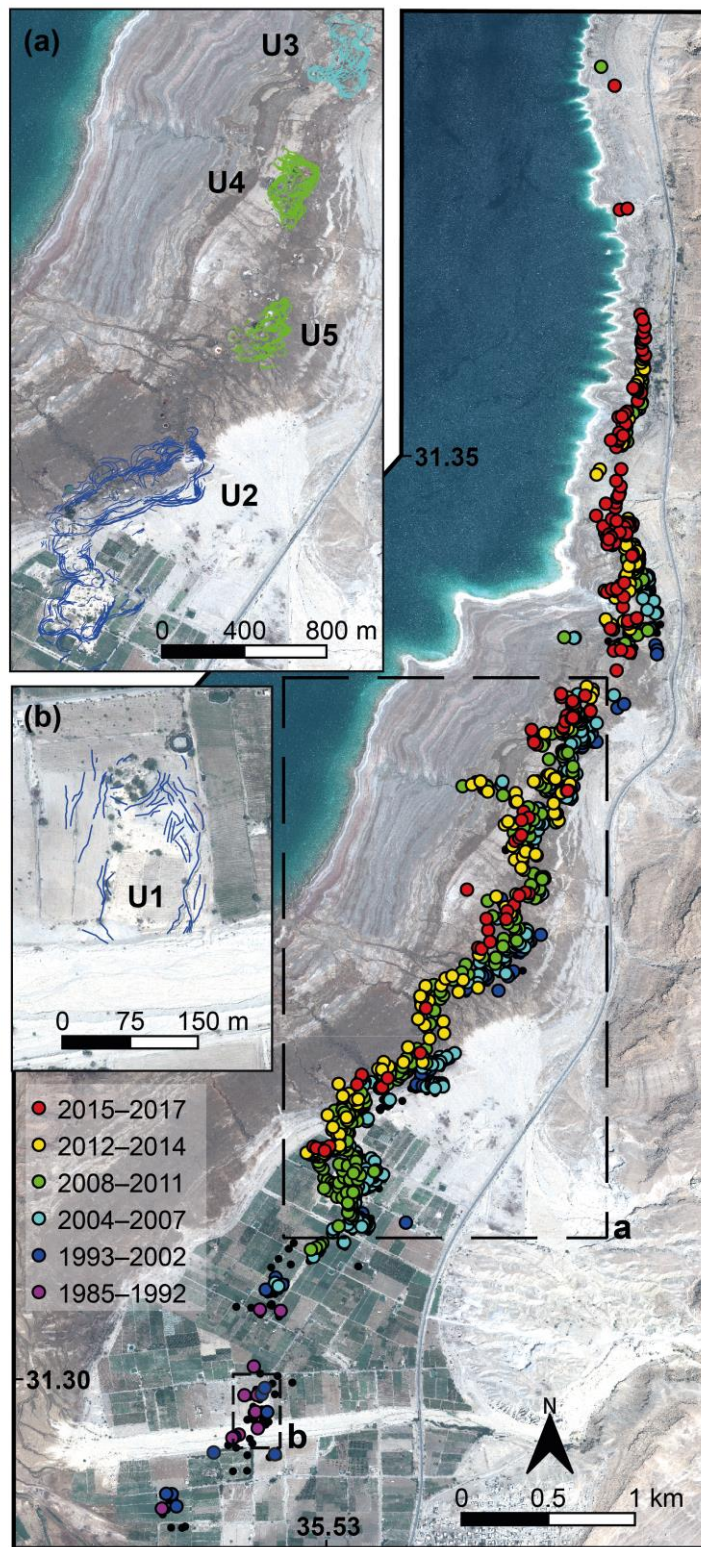 (a)
U3
U4
U5
U2
0 400 800 m
31.35
(b)
U1
0 75 150 m
2015–2017
2012–2014
2008–2011
2004–2007
1993–2002
1985–1992
a
31.30
b
N
35.53
0 0.5 1 km